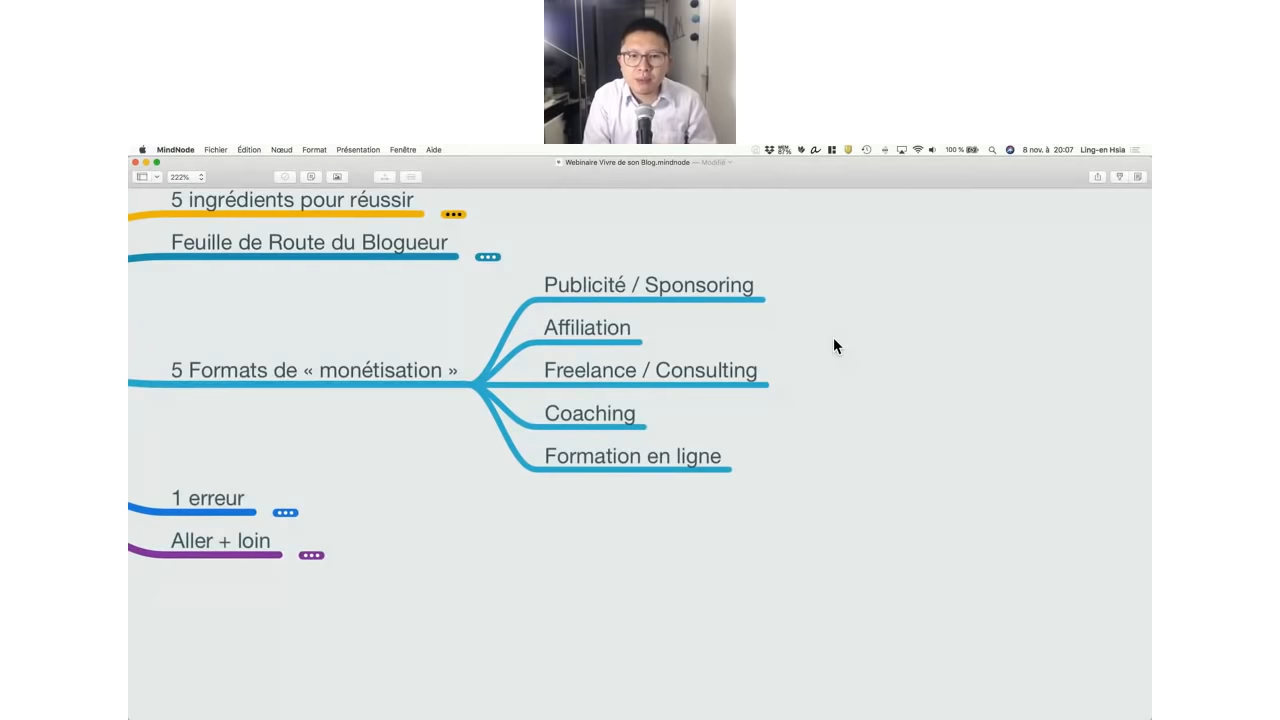 MindNode Fichier Édition Nœud Format Présentation Fenêtre Aide 100 % 8 nov. à 20:07 Ling-en Hsia
Webinaire Vivre de son Blog.mindnode — Modifié
222%
5 ingrédients pour réussir
Feuille de Route du Blogueur
Publicité / Sponsoring
Affiliation
5 Formats de « monétisation »
Freelance / Consulting
Coaching
Formation en ligne
1 erreur
Aller + loin